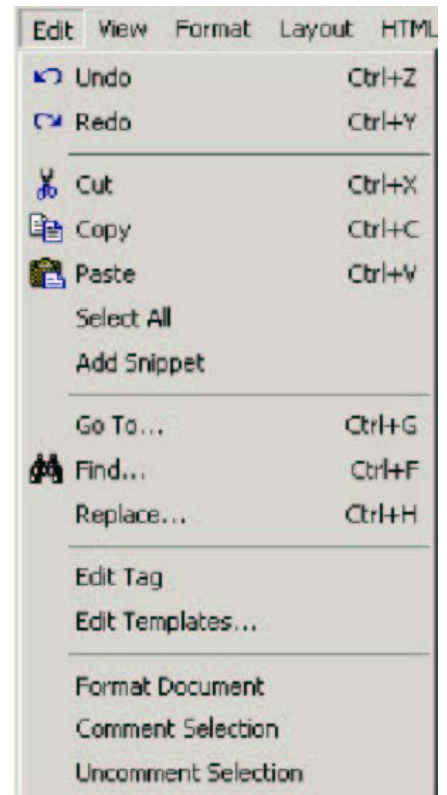 Edit View Format Layout HTML
Undo Ctrl+Z
Redo Ctrl+Y
Cut Ctrl+X
Copy Ctrl+C
Paste Ctrl+V
Select All
Add Snippet
Go To... Ctrl+G
Find... Ctrl+F
Replace... Ctrl+H
Edit Tag
Edit Templates...
Format Document
Comment Selection
Uncomment Selection